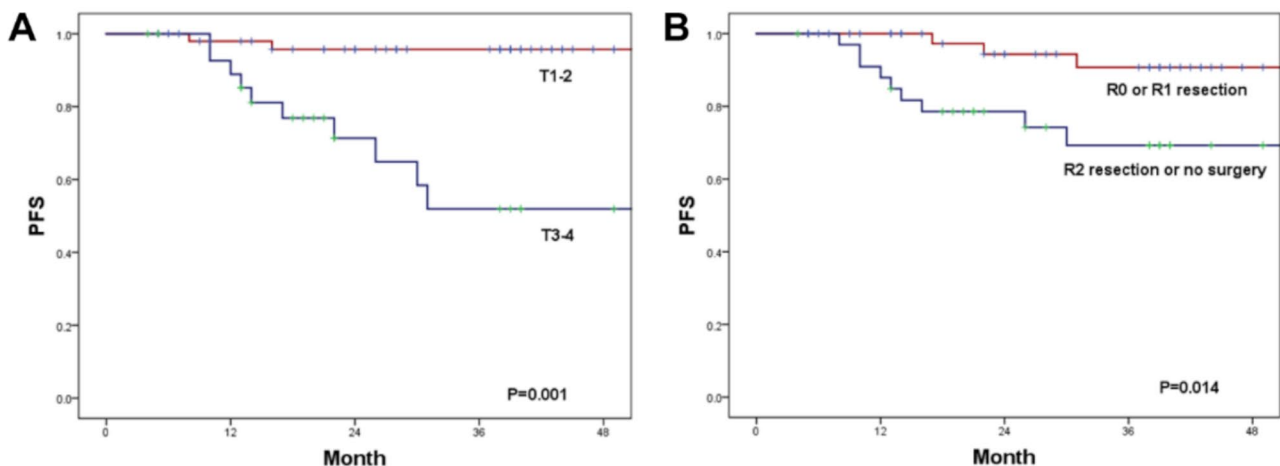 A
PFS
1.0
0.8
0.6
0.4
0.2
0.0
T1-2
T3-4
P=0.001
0 12 24 36 48
Month
B
PFS
1.0
0.8
0.6
0.4
0.2
0.0
R0 or R1 resection
R2 resection or no surgery
P=0.014
0 12 24 36 48
Month